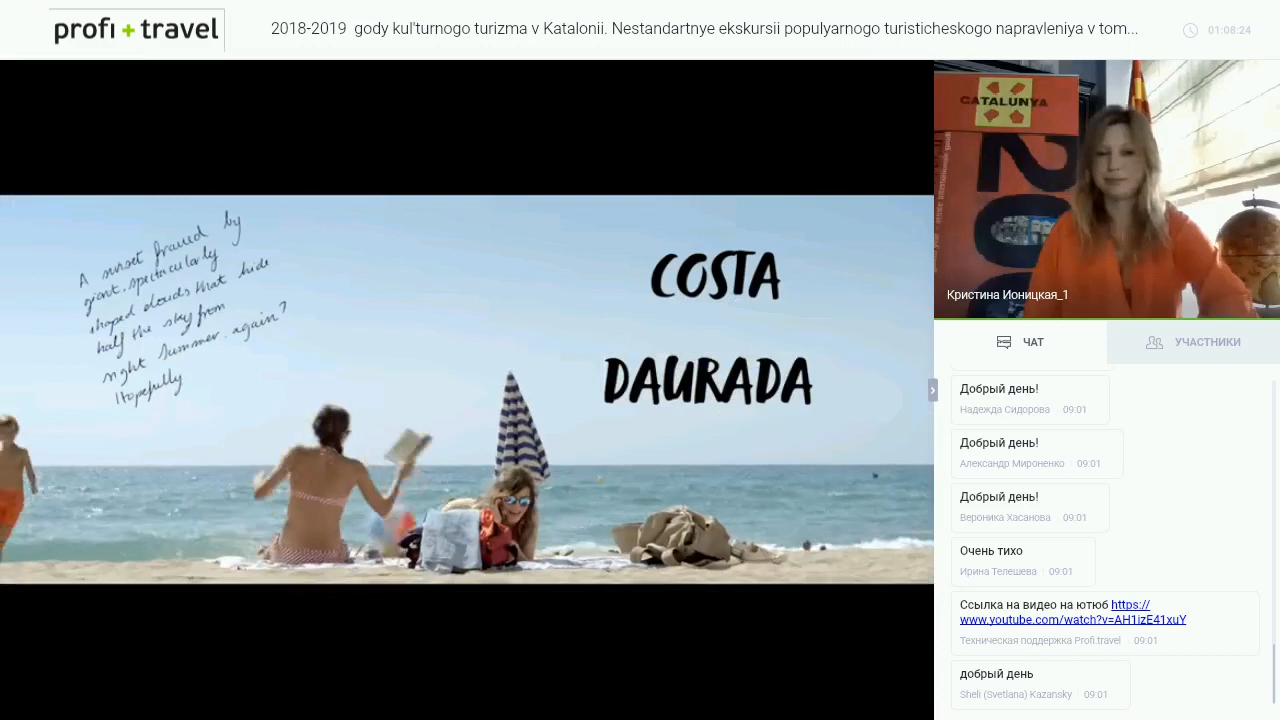 profi + travel
2018-2019 gody kul'turnogo turizma v Katalonii. Nestandartnye ekskursii populyarnogo turisticheskogo napravleniya v tom...
01:08:24
A sunset framed by
giant, spectacularly
shaped clouds that hide
half the sky from
sight. Summer, again?
Hopefully
COSTA
DAURADA
CATALUNYA
200
Кристина Ионицкая_1
ЧАТ
УЧАСТНИКИ
Добрый день!
Надежда Сидорова 09:01
Добрый день!
Александр Мироненко 09:01
Добрый день!
Вероника Хасанова 09:01
Очень тихо
Ирина Телешева 09:01
Ссылка на видео на ютюб https://
www.youtube.com/watch?v=AH1izE41xuY
Техническая поддержка Profi.travel 09:01
добрый день
Sheli (Svetlana) Kazansky 09:01